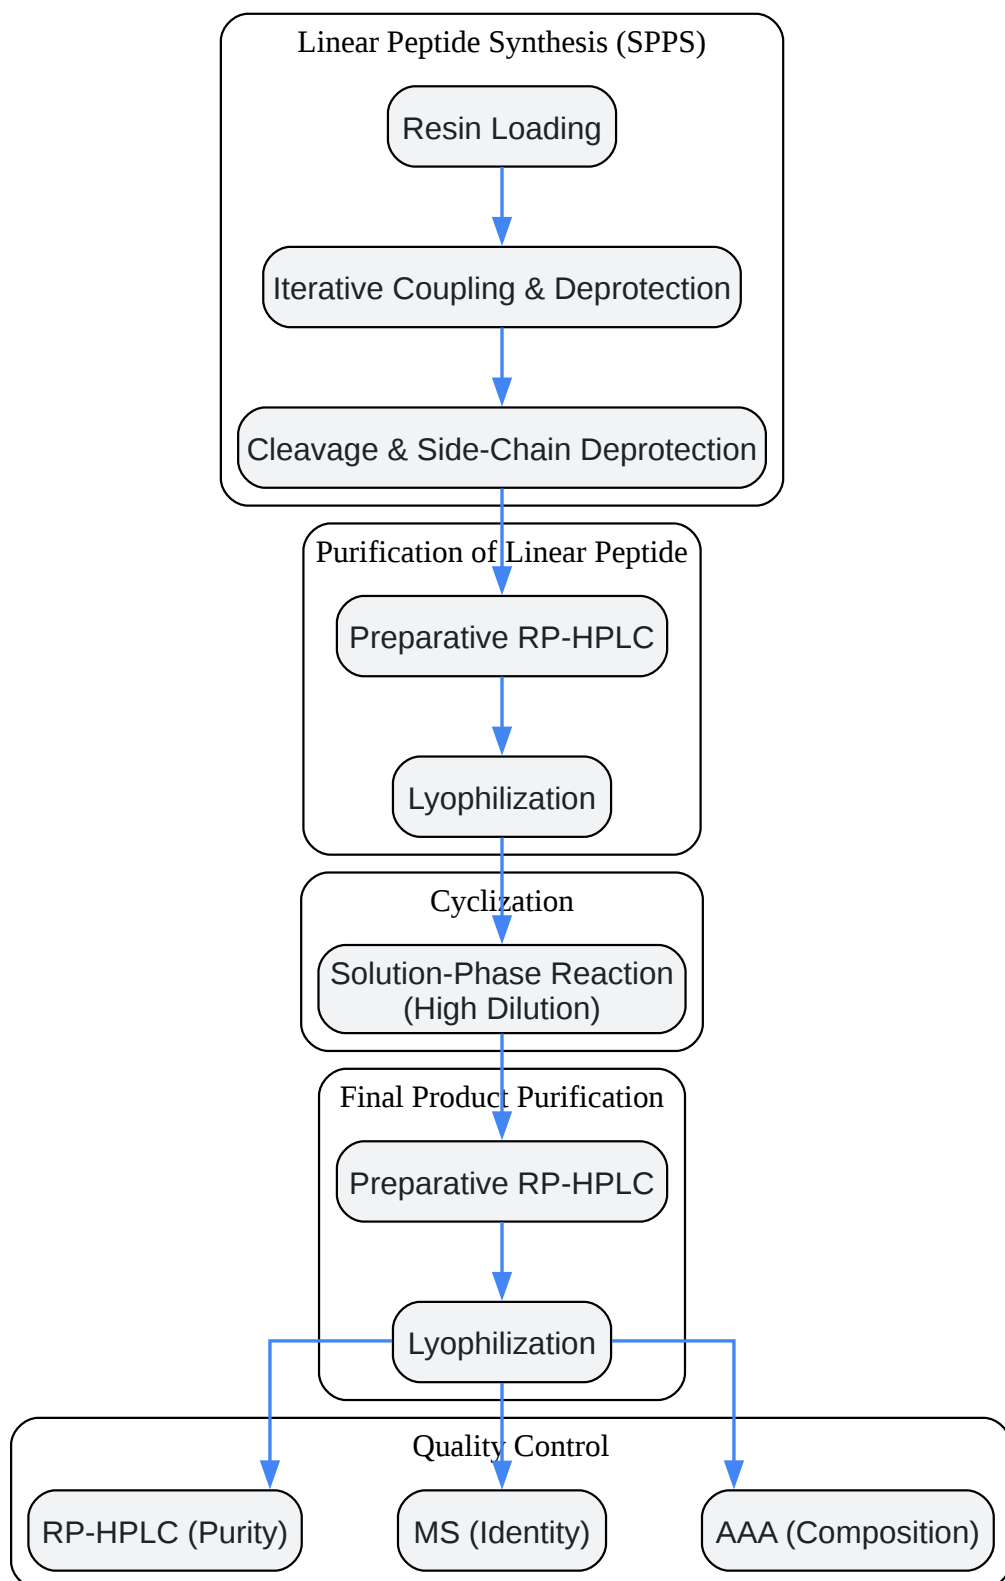 Linear Peptide Synthesis (SPPS)
Resin Loading
Iterative Coupling & Deprotection
Cleavage & Side-Chain Deprotection
Purification of Linear Peptide
Preparative RP-HPLC
Lyophilization
Cyclization
Solution-Phase Reaction
(High Dilution)
Final Product Purification
Preparative RP-HPLC
Lyophilization
Quality Control
RP-HPLC (Purity)
MS (Identity)
AAA (Composition)